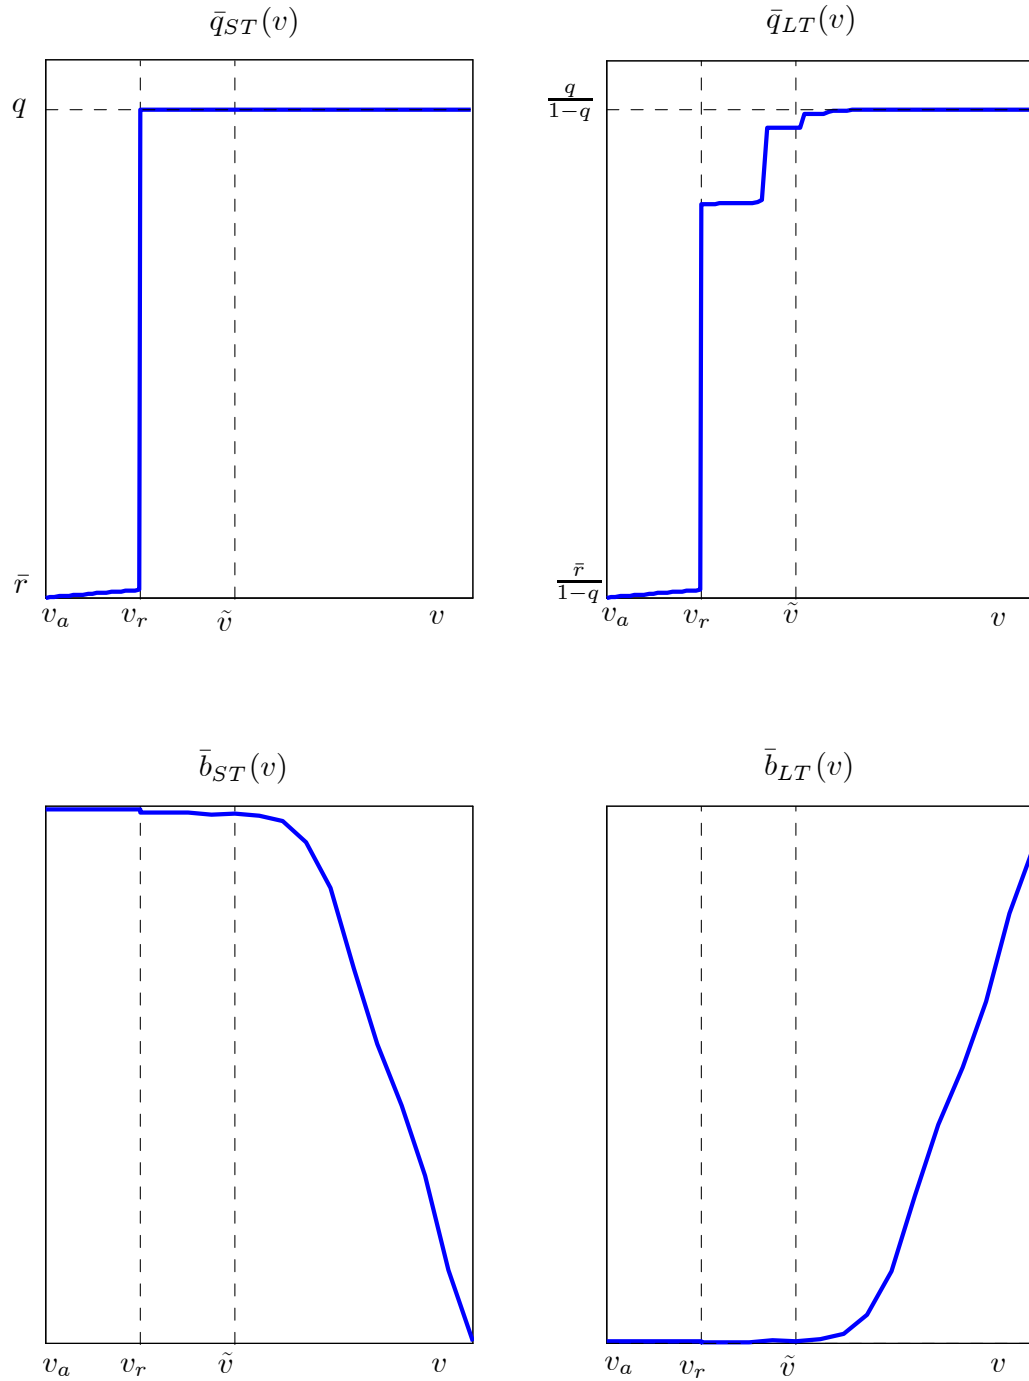 q̄_ST(v) q̄_LT(v)
q q/(1−q)
r̄ r̄/(1−q)
v_a v_r ṽ v v_a v_r ṽ v
b̄_ST(v) b̄_LT(v)
v_a v_r ṽ v v_a v_r ṽ v